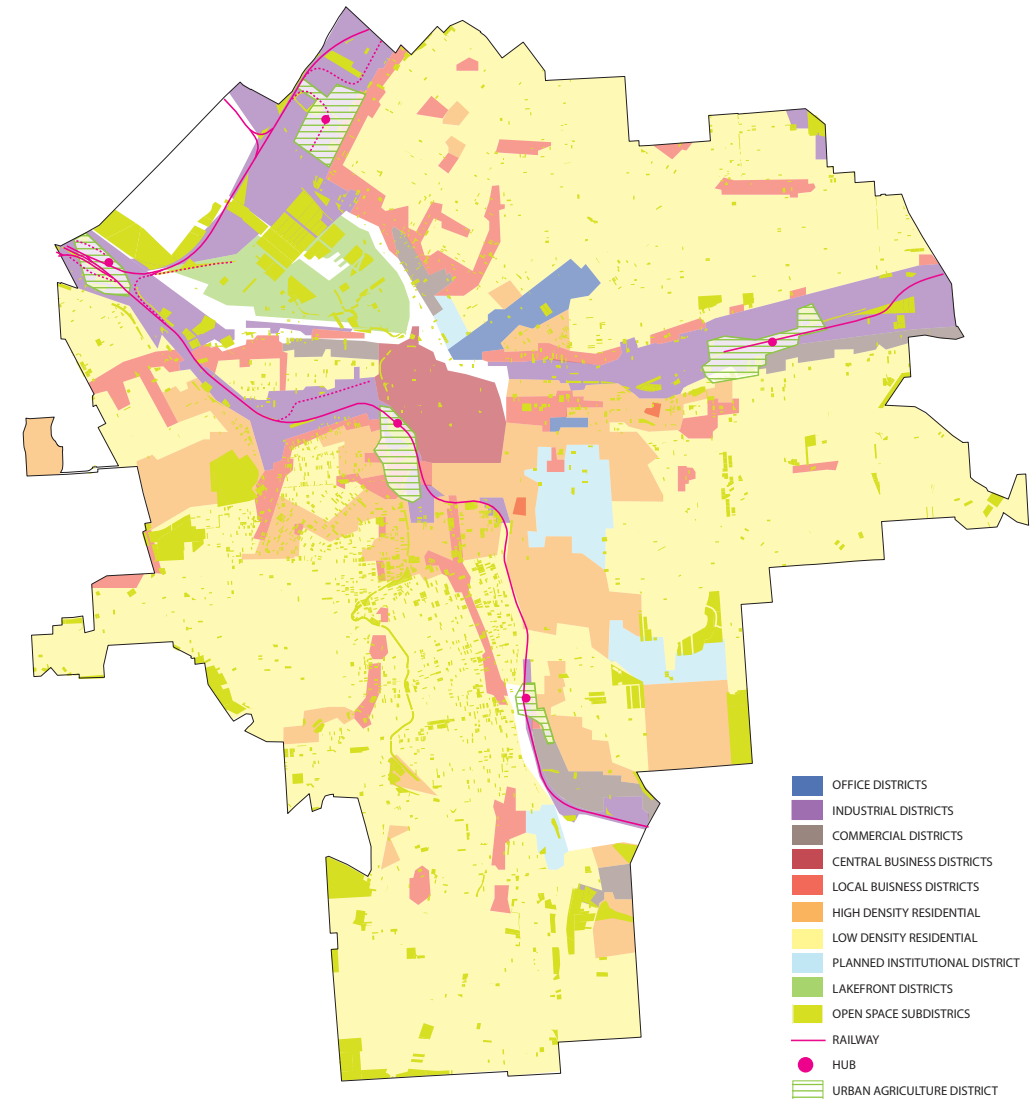 OFFICE DISTRICTS
INDUSTRIAL DISTRICTS
COMMERCIAL DISTRICTS
CENTRAL BUSINESS DISTRICTS
LOCAL BUISNESS DISTRICTS
HIGH DENSITY RESIDENTIAL
LOW DENSITY RESIDENTIAL
PLANNED INSTITUTIONAL DISTRICT
LAKEFRONT DISTRICTS
OPEN SPACE SUBDISTRICS
RAILWAY
HUB
URBAN AGRICULTURE DISTRICT